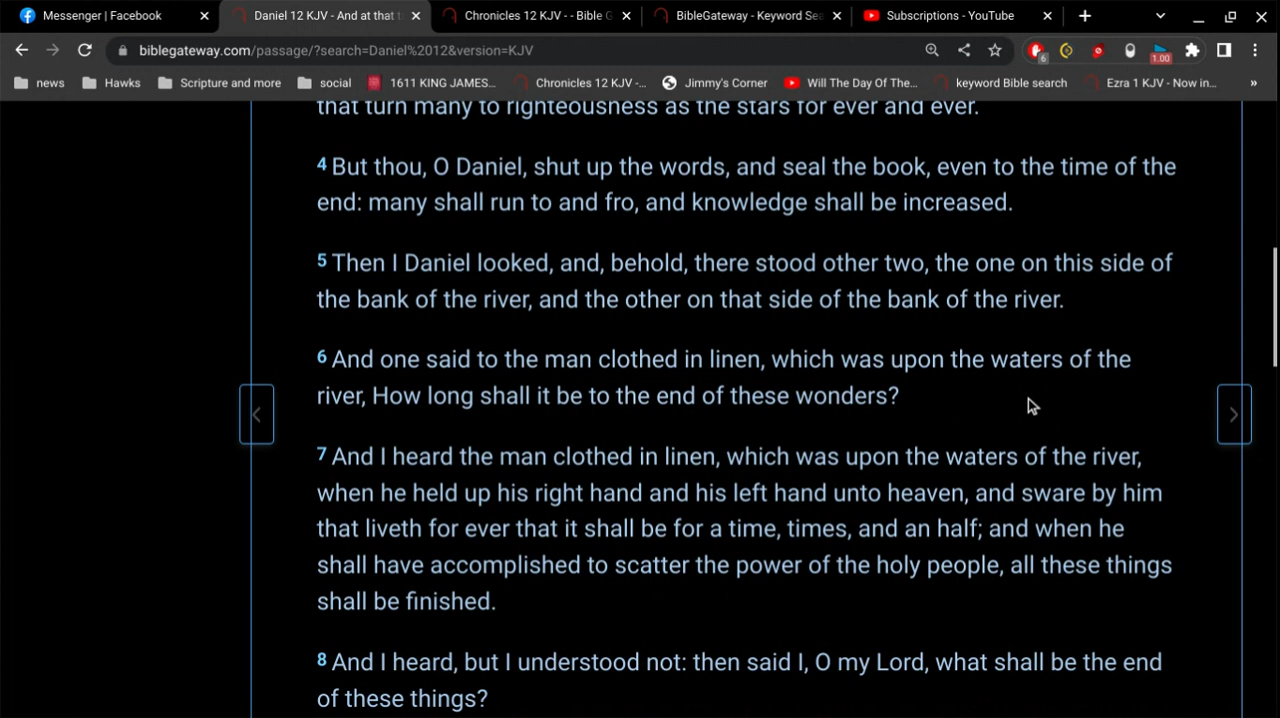 Messenger | Facebook
Daniel 12 KJV - And at that t
Chronicles 12 KJV - - Bible G
BibleGateway - Keyword Sea
Subscriptions - YouTube
biblegateway.com/passage/?search=Daniel%2012&version=KJV
6
1.00
news
Hawks
Scripture and more
social
1611 KING JAMES...
Chronicles 12 KJV -...
Jimmy's Corner
Will The Day Of The...
keyword Bible search
Ezra 1 KJV - Now in...
»
that turn many to righteousness as the stars for ever and ever.
4 But thou, O Daniel, shut up the words, and seal the book, even to the time of the
end: many shall run to and fro, and knowledge shall be increased.
5 Then I Daniel looked, and, behold, there stood other two, the one on this side of
the bank of the river, and the other on that side of the bank of the river.
6 And one said to the man clothed in linen, which was upon the waters of the
river, How long shall it be to the end of these wonders?
7 And I heard the man clothed in linen, which was upon the waters of the river,
when he held up his right hand and his left hand unto heaven, and sware by him
that liveth for ever that it shall be for a time, times, and an half; and when he
shall have accomplished to scatter the power of the holy people, all these things
shall be finished.
8 And I heard, but I understood not: then said I, O my Lord, what shall be the end
of these things?